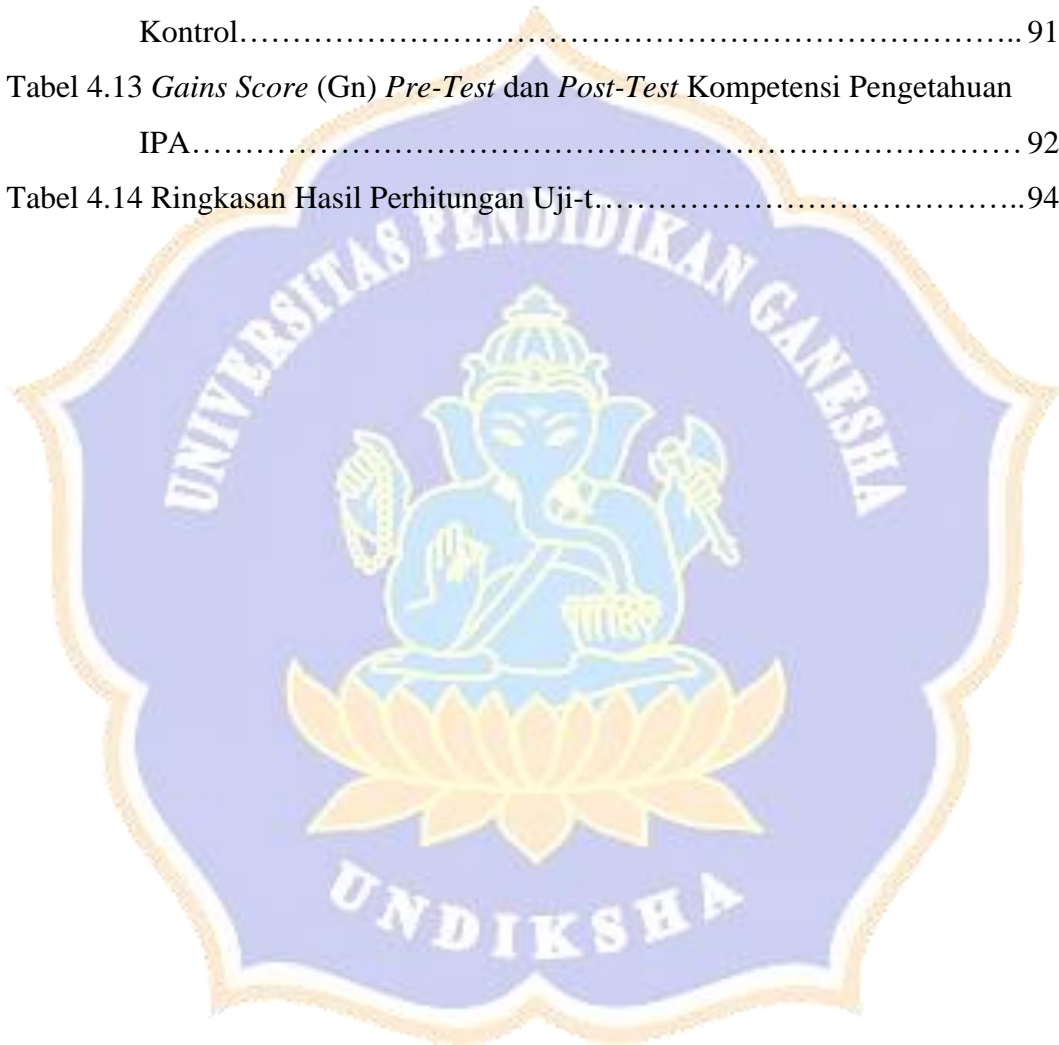 Kontrol…………………………………………………………….. 91
Tabel 4.13 Gains Score (Gn) Pre-Test dan Post-Test Kompetensi Pengetahuan
IPA…………………………………………………………………… 92
Tabel 4.14 Ringkasan Hasil Perhitungan Uji-t………………………………….. 94
UNIVERSITAS PENDIDIKAN GANESHA
UNDIKSHA